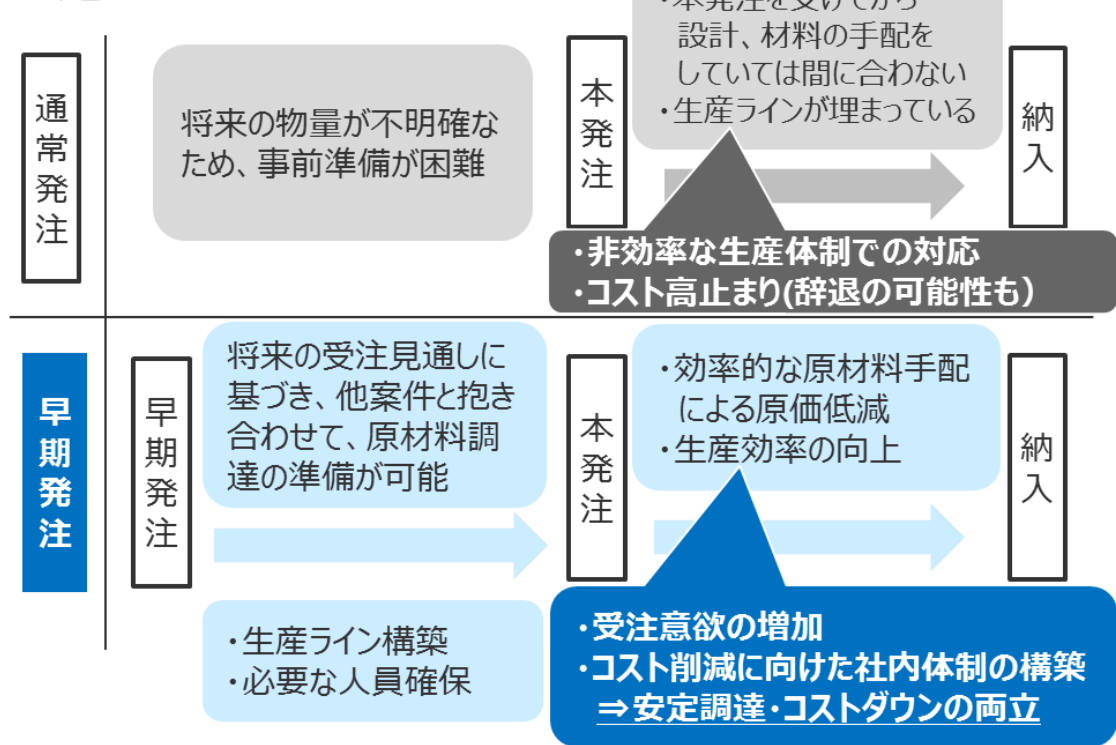 ・本発注を受けてから
設計、材料の手配を
していては間に合わない
・生産ラインが埋まっている
通常発注
将来の物量が不明確な
ため、事前準備が困難
本発注
納入
・非効率な生産体制での対応
・コスト高止まり(辞退の可能性も）
早期発注
早期発注
将来の受注見通しに
基づき、他案件と抱き
合わせて、原材料調
達の準備が可能
本発注
・効率的な原材料手配
による原価低減
・生産効率の向上
納入
・生産ライン構築
・必要な人員確保
・受注意欲の増加
・コスト削減に向けた社内体制の構築
⇒安定調達・コストダウンの両立